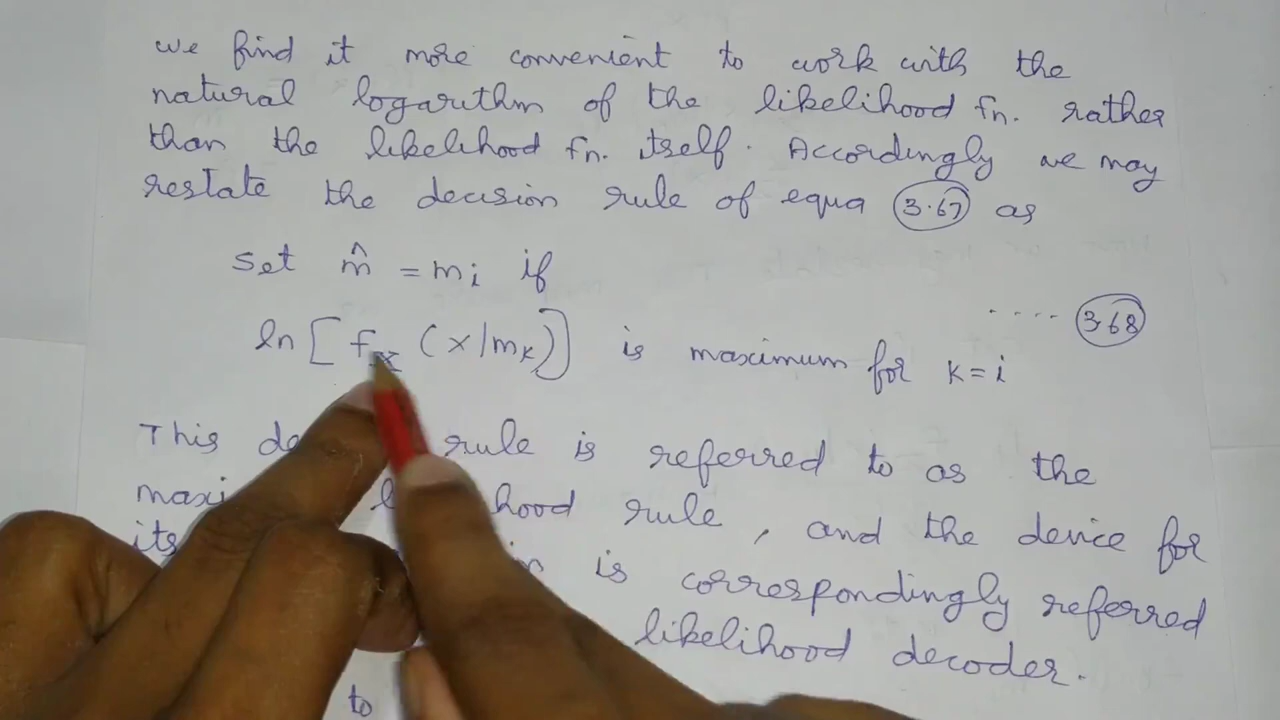 we find it more convenient to work with the
natural logarithm of the likelihood fn. rather
than the likelihood fn. itself. Accordingly we may
restate the decision rule of equa 3.67 as
set m̂ = mi if
ln [ fx (x/mk) ] is maximum for k = i .... 3.68
This rule is referred to as the
rule, and the device for
its is correspondingly referred
likelihood decoder.
to